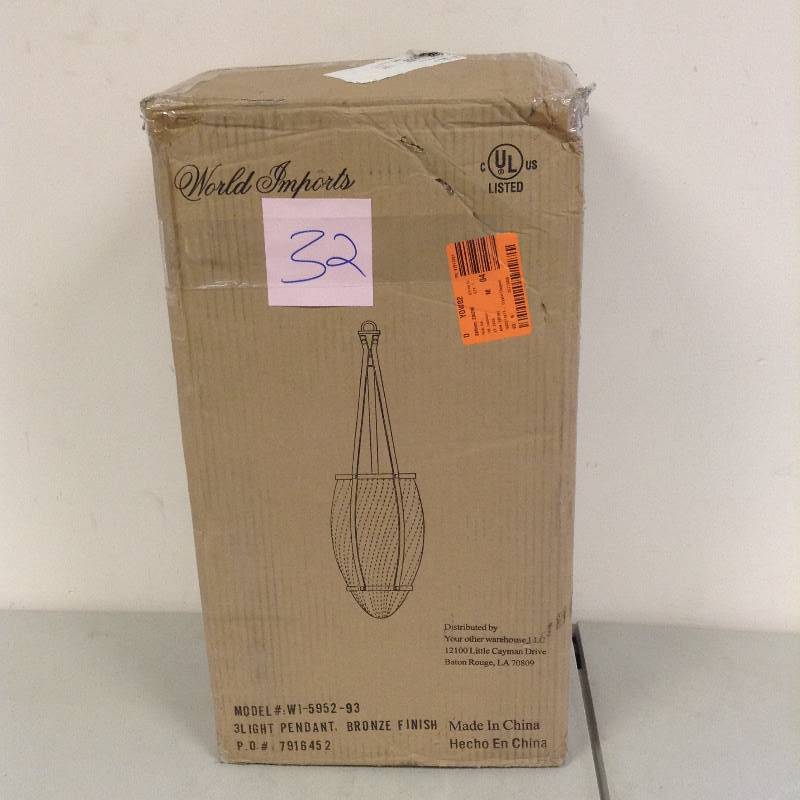 World Imports
C UL US
®
LISTED
32
Distributed by
Your other warehouse LLC
12100 Little Cayman Drive
Baton Rouge, LA 70809
MODEL#:WI-5952-93
3LIGHT PENDANT, BRONZE FINISH
P.O.#: 7916452
Made In China
Hecho En China